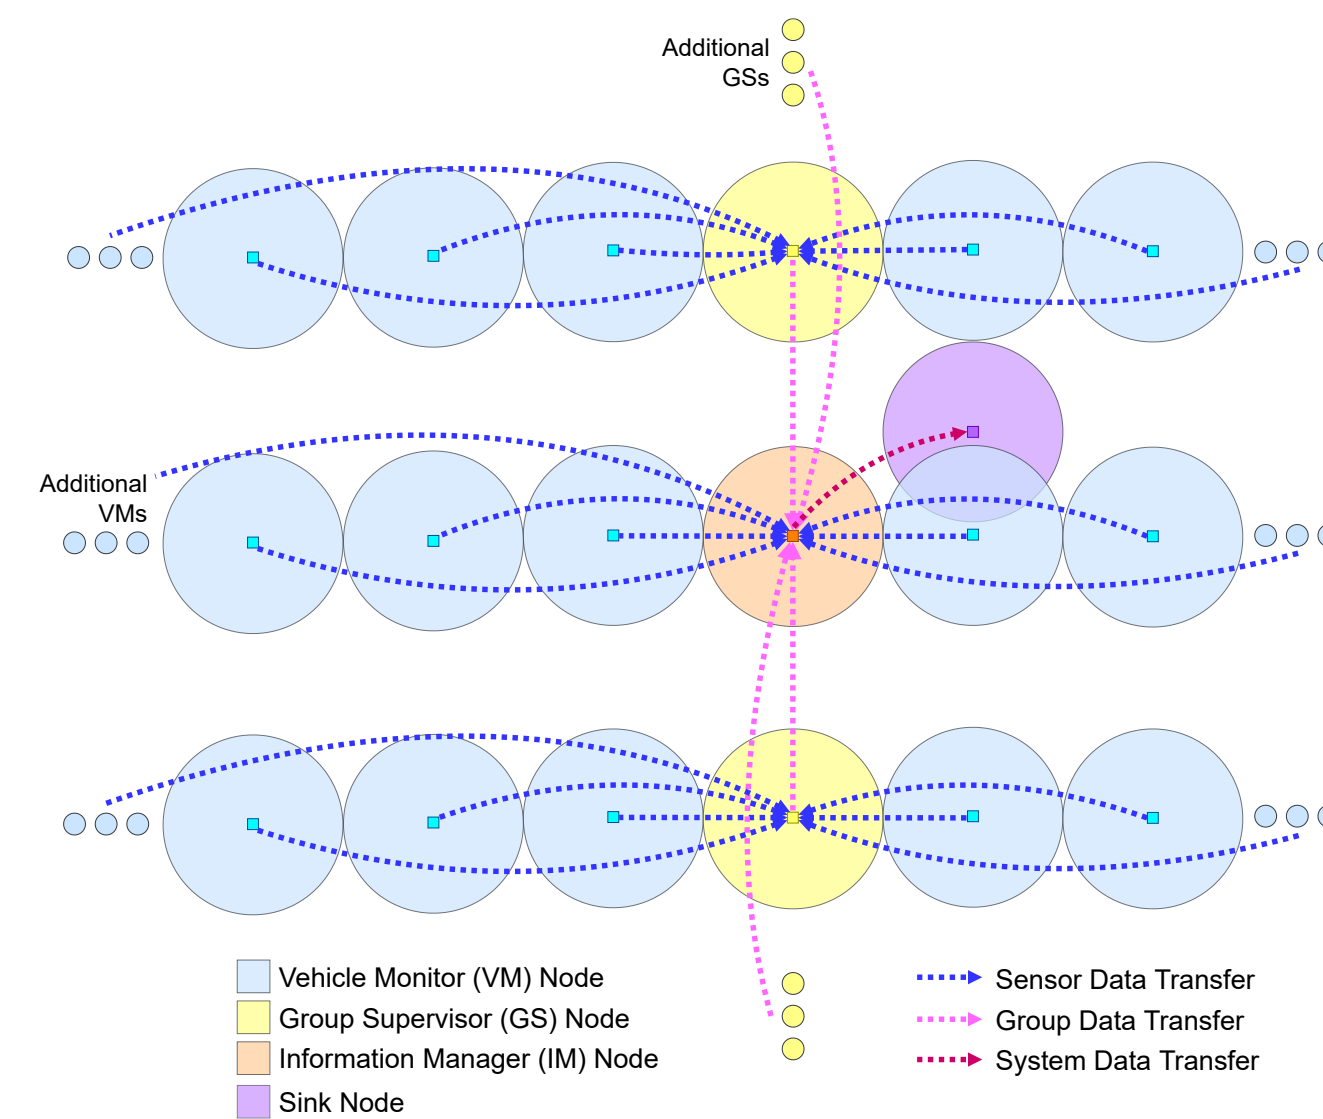 Additional
GSs
Additional
VMs
Vehicle Monitor (VM) Node
Group Supervisor (GS) Node
Information Manager (IM) Node
Sink Node
Sensor Data Transfer
Group Data Transfer
System Data Transfer